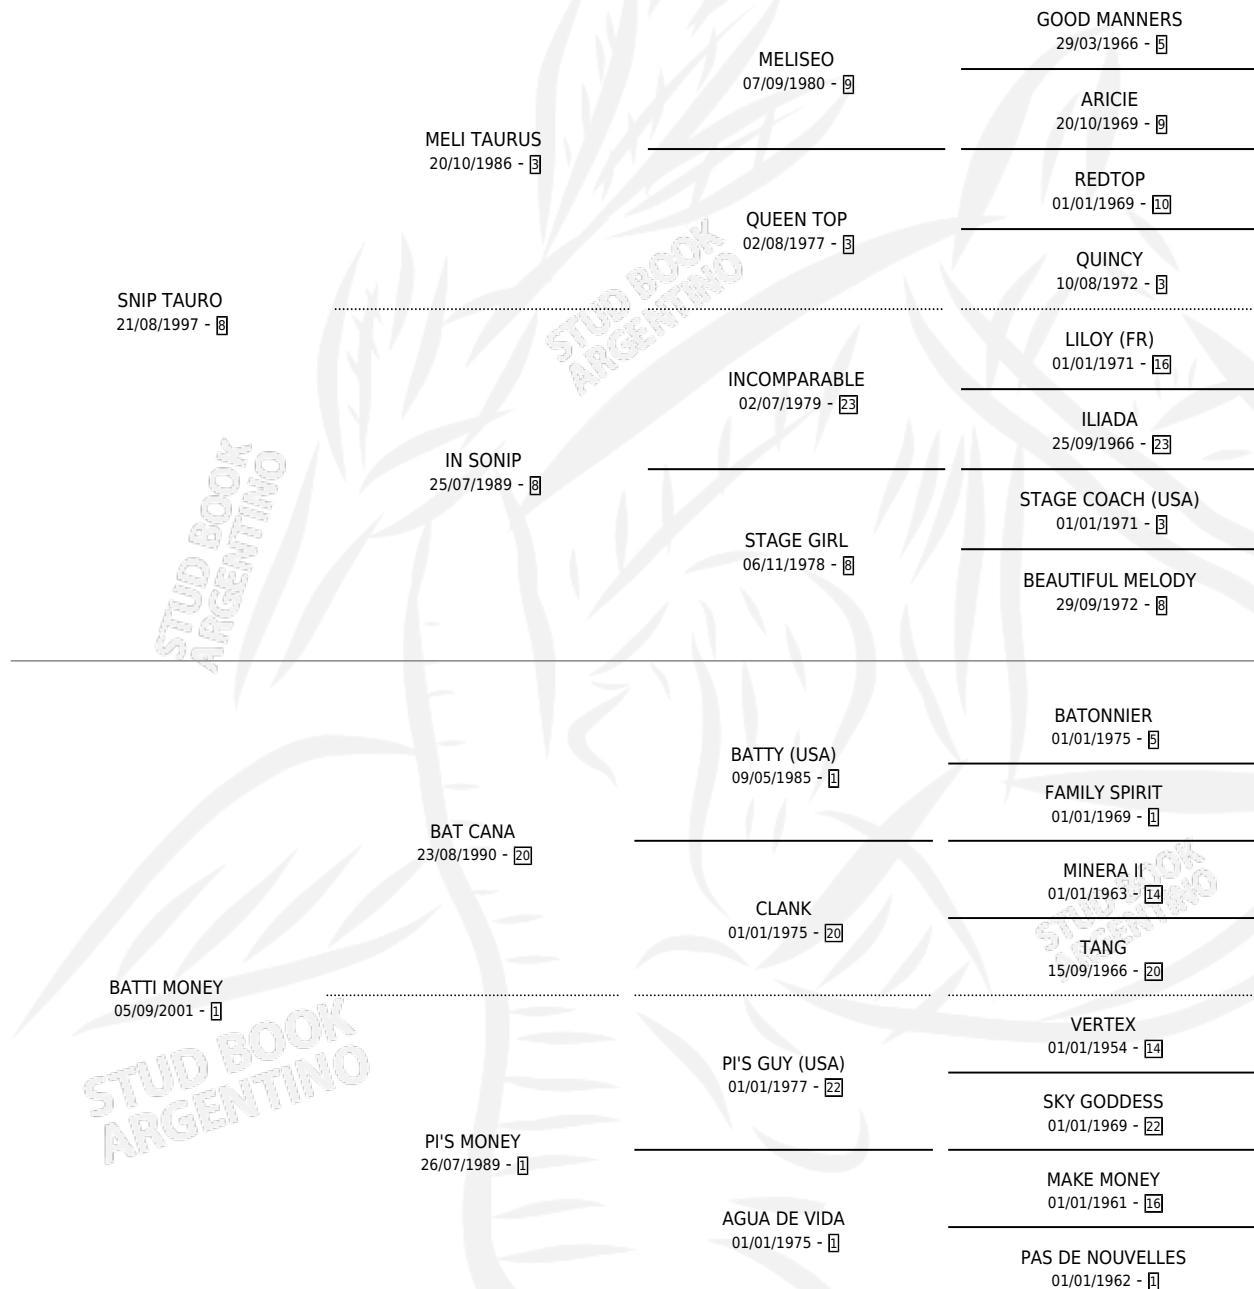 GOOD MANNERS
29/03/1966 - 5
MELISEO
07/09/1980 - 9
ARICIE
20/10/1969 - 9
MELI TAURUS
20/10/1986 - 3
REDTOP
01/01/1969 - 10
QUEEN TOP
02/08/1977 - 3
QUINCY
10/08/1972 - 3
SNIP TAURO
21/08/1997 - 8
LILOY (FR)
01/01/1971 - 16
INCOMPARABLE
02/07/1979 - 23
ILIADA
25/09/1966 - 23
IN SONIP
25/07/1989 - 8
STAGE COACH (USA)
01/01/1971 - 3
STAGE GIRL
06/11/1978 - 8
BEAUTIFUL MELODY
29/09/1972 - 8
STUD BOOK
ARGENTINO
STUD BOOK
ARGENTINO
BATONNIER
01/01/1975 - 5
BATTY (USA)
09/05/1985 - 1
FAMILY SPIRIT
01/01/1969 - 1
BAT CANA
23/08/1990 - 20
MINERA II
01/01/1963 - 14
CLANK
01/01/1975 - 20
TANG
15/09/1966 - 20
BATTI MONEY
05/09/2001 - 1
VERTEX
01/01/1954 - 14
PI'S GUY (USA)
01/01/1977 - 22
SKY GODDESS
01/01/1969 - 22
PI'S MONEY
26/07/1989 - 1
MAKE MONEY
01/01/1961 - 16
AGUA DE VIDA
01/01/1975 - 1
PAS DE NOUVELLES
01/01/1962 - 1
STUD BOOK
ARGENTINO
STUD BOOK
ARGENTINO